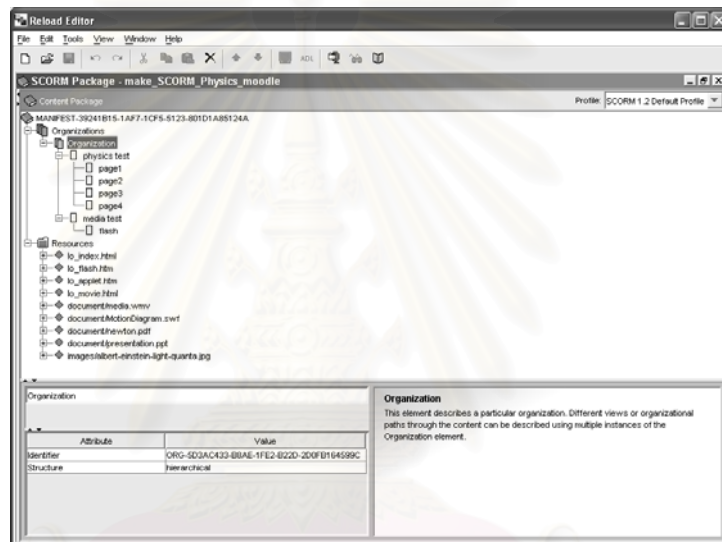 Reload Editor
File Edit Tools View Window Help
ADL
SCORM Package - make_SCORM_Physics_moodle
Content Package
Profile: SCORM 1.2 Default Profile
MANIFEST-39241B15-1AF7-1CF5-5123-801D1A85124A
Organizations
Organization
physics test
page1
page2
page3
page4
media test
flash
Resources
lo_index.html
lo_flash.htm
lo_applet.htm
lo_movie.html
document/media.wmv
document/MotionDiagram.swf
document/newton.pdf
document/presentation.ppt
images/albert-einstein-light-quanta.jpg
Organization
Attribute Value
Identifier ORG-5D3AC433-B8AE-1FE2-B22D-2D0FB164599C
Structure hierarchical
Organization
This element describes a particular organization. Different views or organizational
paths through the content can be described using multiple instances of the
Organization element.